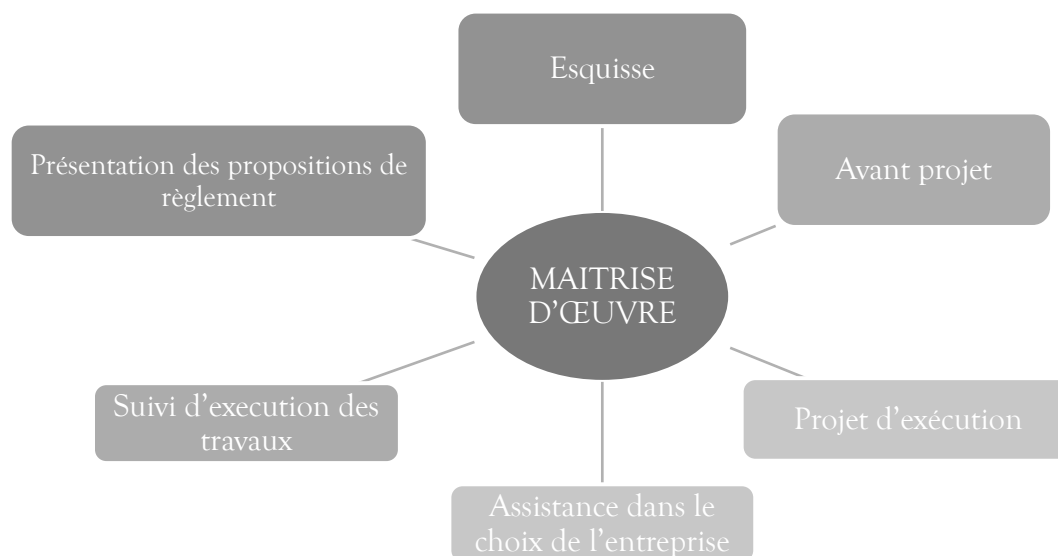 Esquisse
Avant projet
Présentation des propositions de
règlement
MAITRISE
D’ŒUVRE
Projet d’exécution
Suivi d’execution des
travaux
Assistance dans le
choix de l’entreprise